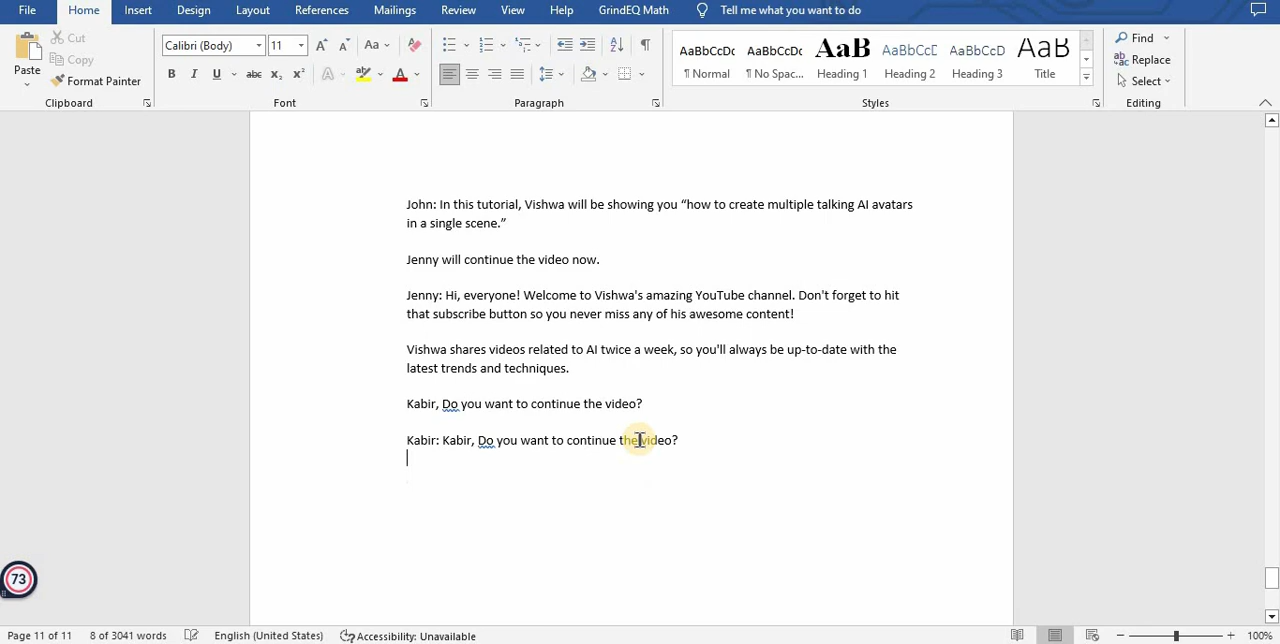 File Home Insert Design Layout References Mailings Review View Help GrindEQ Math Tell me what you want to do
Paste
Cut
Copy
Format Painter
Clipboard
Calibri (Body) 11 Aa
B I U abc x₂ x² A A
Font
Paragraph
AaBbCcDc AaBbCcDc AaB AaBbCcD AaBbCcD AaB
¶ Normal ¶ No Spac... Heading 1 Heading 2 Heading 3 Title
Styles
Find
Replace
Select
Editing
John: In this tutorial, Vishwa will be showing you “how to create multiple talking AI avatars
in a single scene.”
Jenny will continue the video now.
Jenny: Hi, everyone! Welcome to Vishwa's amazing YouTube channel. Don't forget to hit
that subscribe button so you never miss any of his awesome content!
Vishwa shares videos related to AI twice a week, so you'll always be up-to-date with the
latest trends and techniques.
Kabir, Do you want to continue the video?
Kabir: Kabir, Do you want to continue the video?
73
Page 11 of 11 8 of 3041 words English (United States) Accessibility: Unavailable 100%